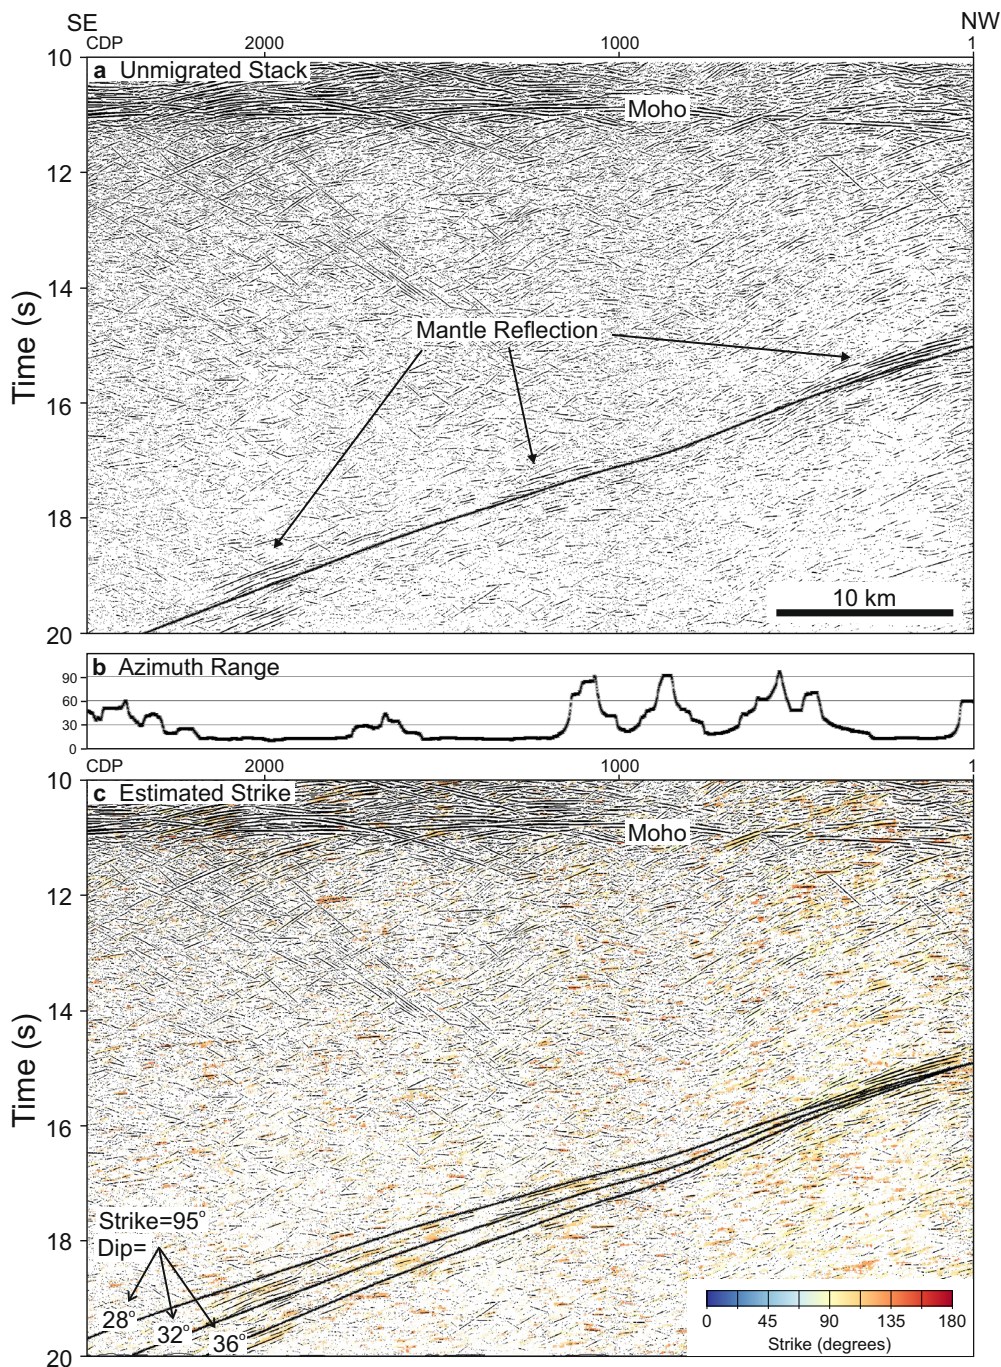 SE NW
CDP 2000 1000 1
10 a Unmigrated Stack
Moho
12
14
Mantle Reflection
Time (s)
16
18
10 km
20
b Azimuth Range
90
60
30
0
CDP 2000 1000 1
10 c Estimated Strike
Moho
12
14
Time (s)
16
Strike=95°
18
Dip=
28°
32°
36°
20
0 45 90 135 180
Strike (degrees)